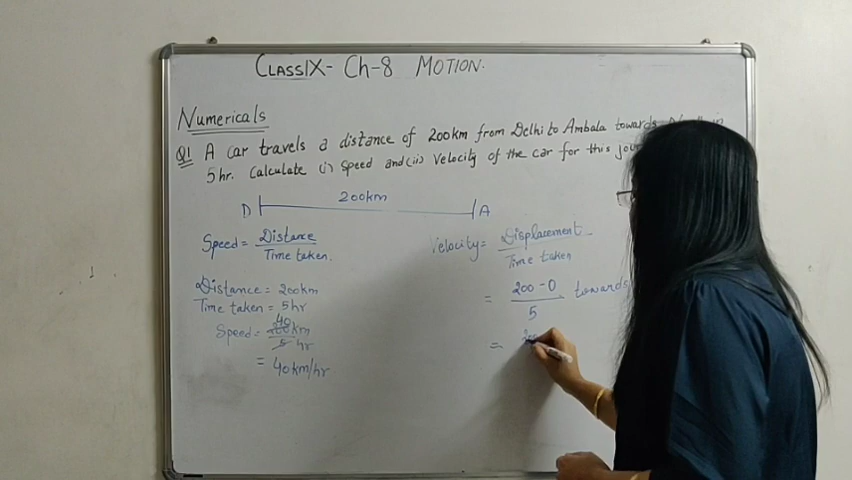 CLASSIX- Ch-8 MOTION.
Numericals
Q1 A car travels a distance of 200km from Delhi to Ambala towards
5hr. Calculate (i) Speed and (ii) Velocity of the car for this
200km
D A
Speed = Distance / Time taken.
Velocity = Displacement / Time taken
Distance = 200km
Time taken = 5hr
Speed = 200km / 5 hr
40
= 40km/hr
= 200-0 / 5 towards
=